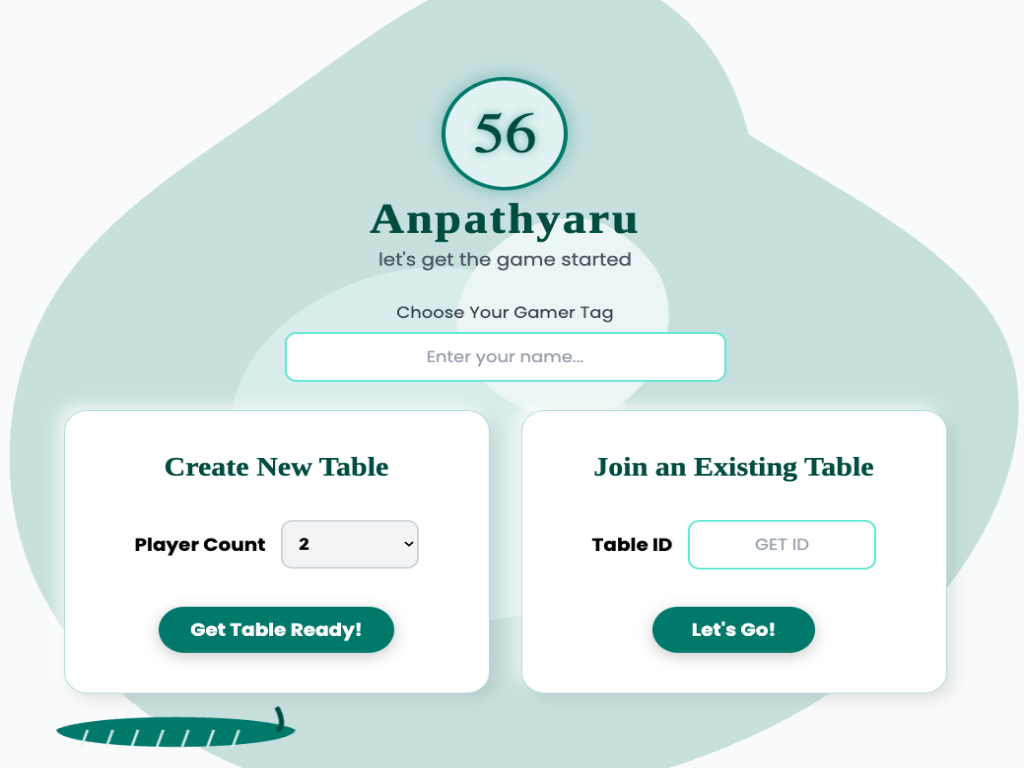 56
Anpathyaru
let's get the game started
Choose Your Gamer Tag
Enter your name...
Create New Table
Player Count 2
Get Table Ready!
Join an Existing Table
Table ID GET ID
Let's Go!